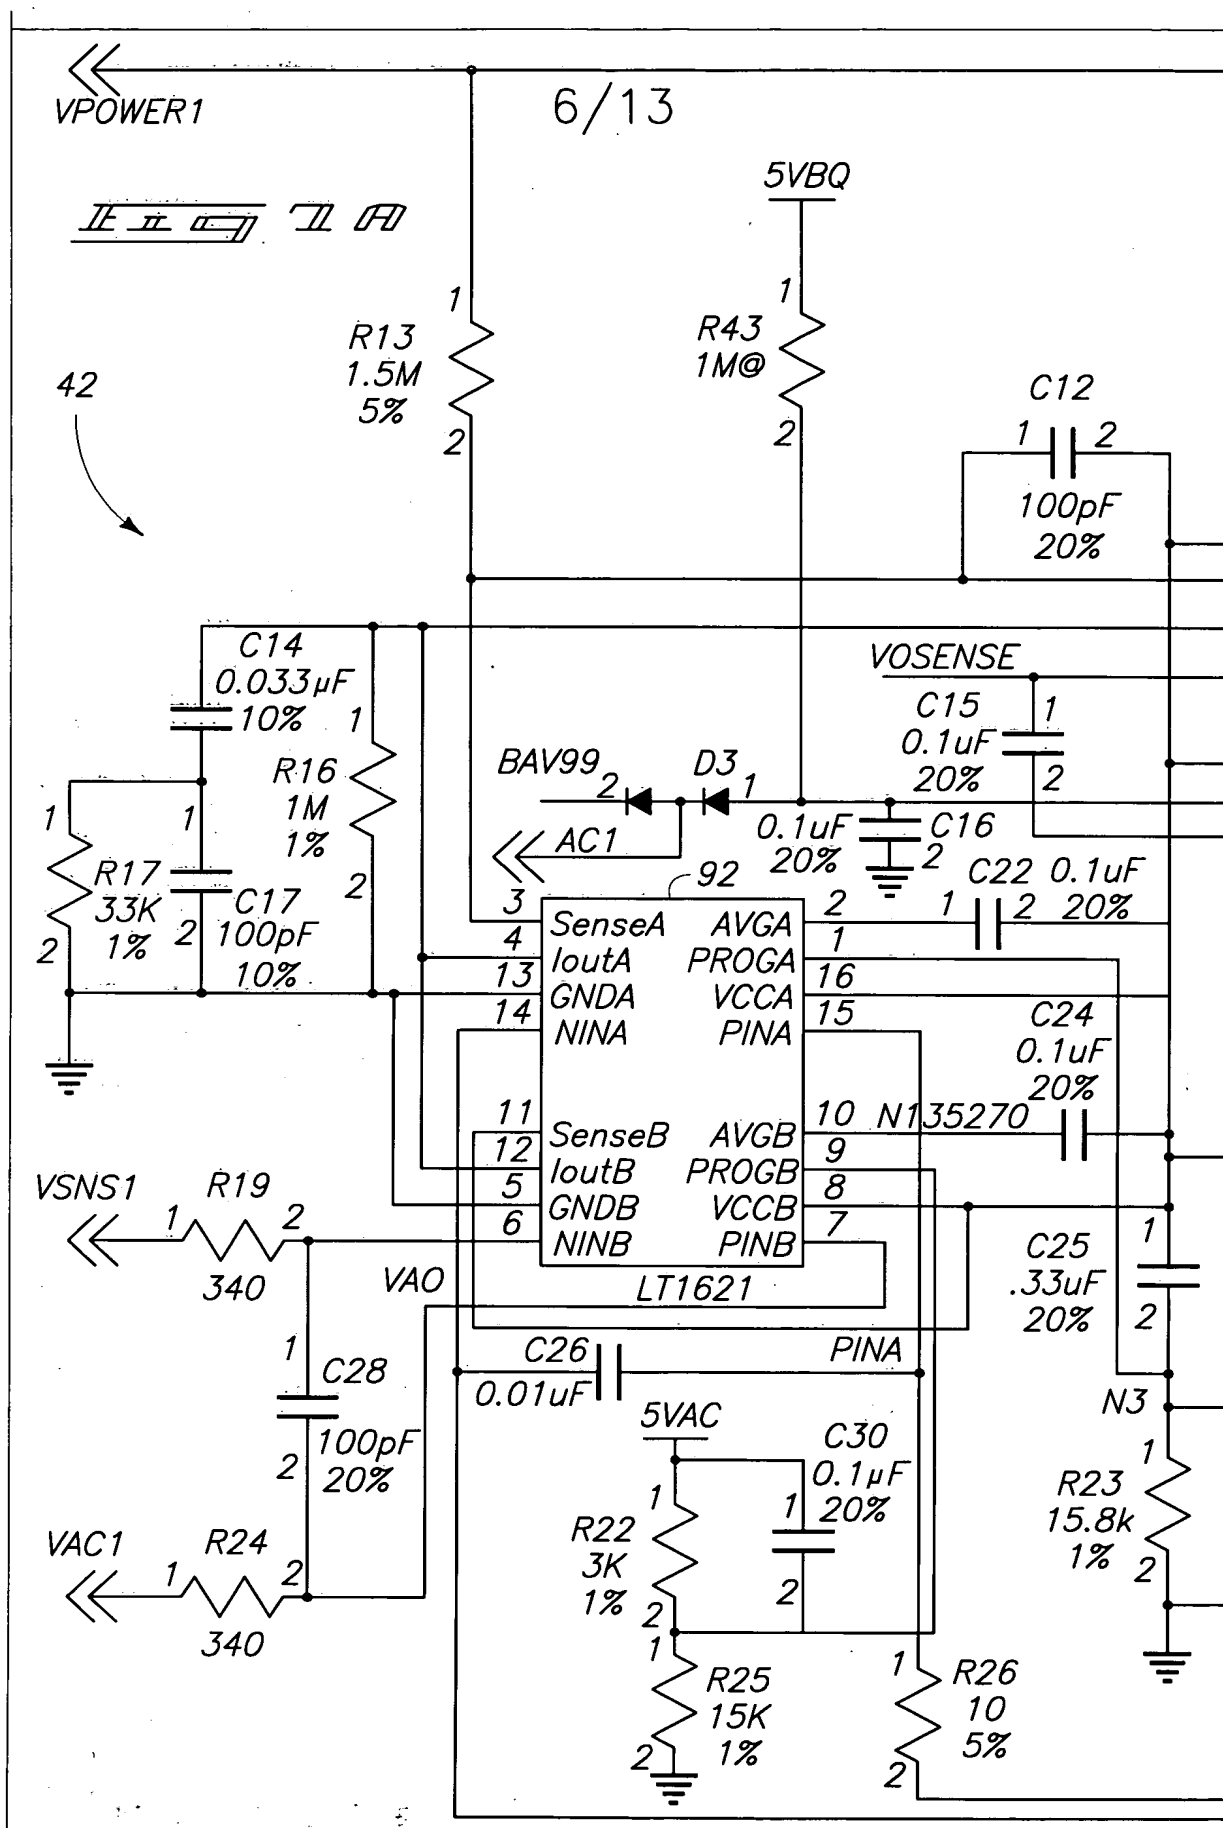 VPOWER1
6/13
FIG 7A
5VBQ
1
R13
1.5M
5%
2
1
R43
1M@
2
42
C12
1 2
100pF
20%
C14
0.033µF
10%
1
R16
1M
1%
2
VOSENSE
C15
0.1uF
20%
1
2
BAV99
2
D3
1
AC1
0.1uF
20%
C16
2
1
R17
33K
1%
2
1
C17
100pF
10%
2
92
C22 0.1uF
1 2 20%
3 SenseA AVGA 2
4 IoutA PROGA 1
13 GNDA VCCA 16
14 NINA PINA 15
C24
0.1uF
20%
11 SenseB AVGB 10 N135270
12 IoutB PROGB 9
5 GNDB VCCB 8
6 NINB PINB 7
LT1621
VSNS1
R19
1 2
340
VAO
C25
.33uF
20%
1
2
C26
0.01uF
PINA
1
C28
100pF
20%
2
5VAC
C30
0.1µF
20%
1
2
N3
1
R22
3K
1%
2
1
R23
15.8k
1%
2
VAC1
R24
1 2
340
1
R25
15K
1%
2
1
R26
10
5%
2